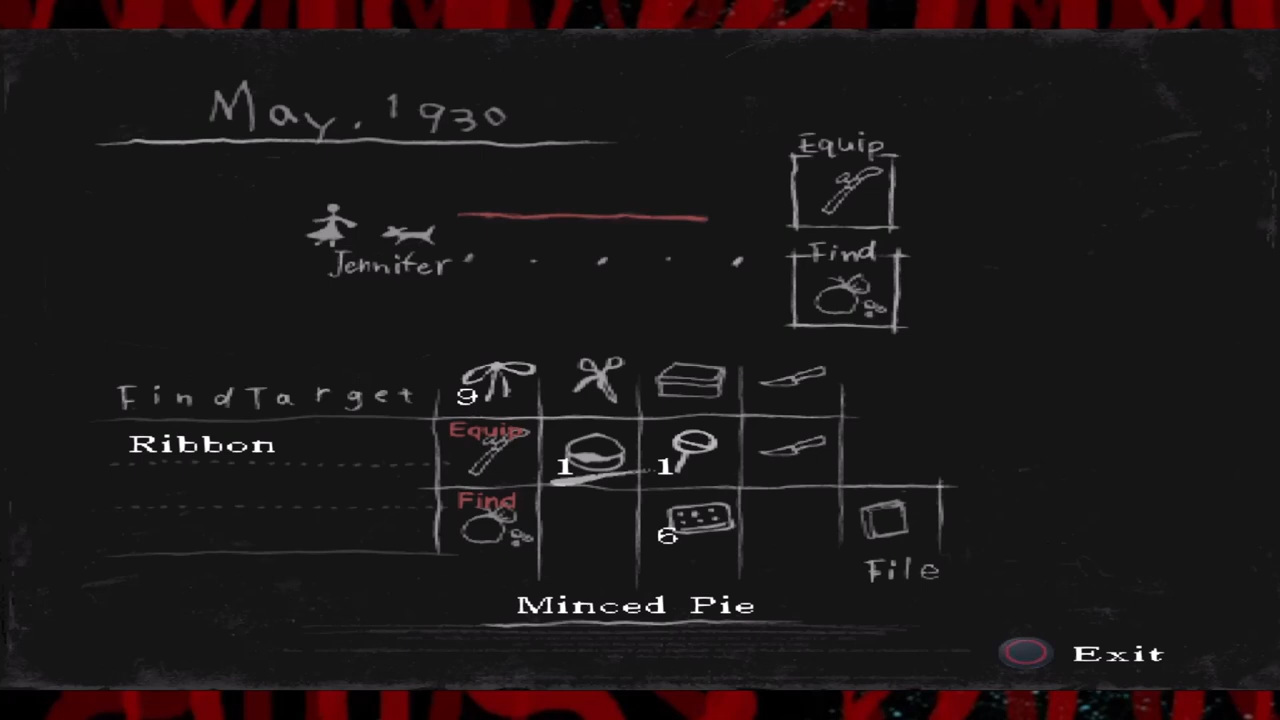 May, 1930
Equip
Jennifer
Find
FindTarget
9
Ribbon
Equip
1
1
Find
6
File
Minced Pie
Exit